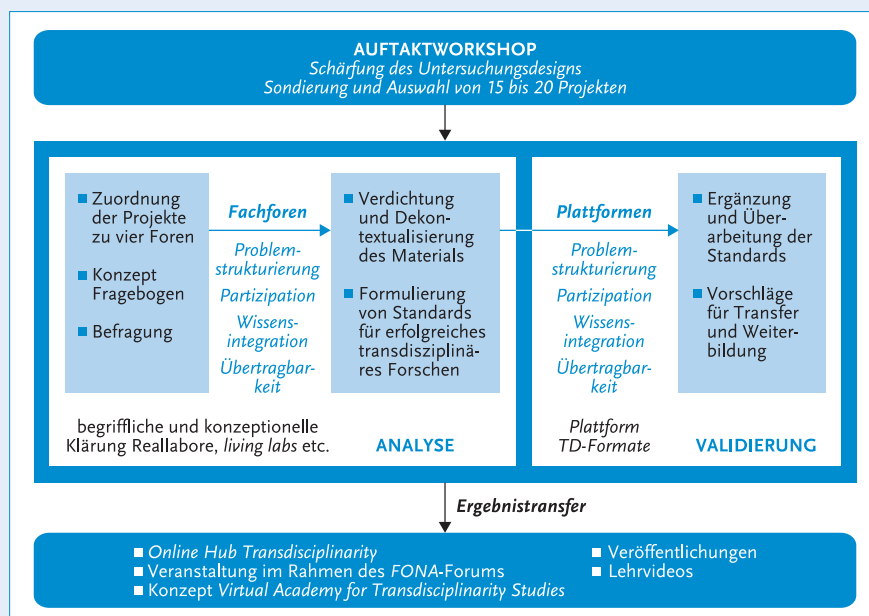 AUFTAKTWORKSHOP
Schärfung des Untersuchungsdesigns
Sondierung und Auswahl von 15 bis 20 Projekten
Zuordnung
der Projekte
zu vier Foren
Konzept
Fragebogen
Befragung
Fachforen
Problem-
strukturierung
Partizipation
Wissens-
integration
Übertragbar-
keit
Verdichtung
und Dekon-
textualisierung
des Materials
Formulierung
von Standards
für erfolgreiches
transdisziplinä-
res Forschen
begriffliche und konzeptionelle
Klärung Reallabore, living labs etc.
ANALYSE
Plattformen
Problem-
strukturierung
Partizipation
Wissens-
integration
Übertragbar-
keit
Ergänzung
und Über-
arbeitung der
Standards
Vorschläge
für Transfer
und Weiter-
bildung
Plattform
TD-Formate
VALIDIERUNG
Ergebnistransfer
Online Hub Transdisciplinarity
Veranstaltung im Rahmen des FONA-Forums
Konzept Virtual Academy for Transdisciplinarity Studies
Veröffentlichungen
Lehrvideos